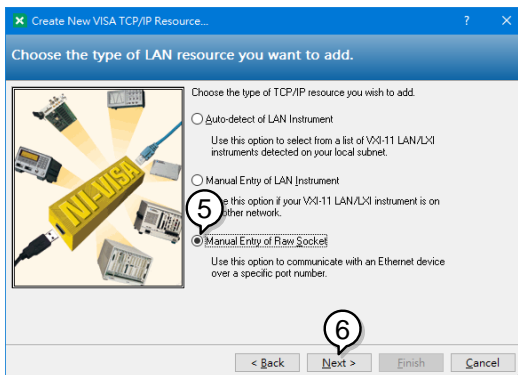 Create New VISA TCP/IP Resource...
? ×
Choose the type of LAN resource you want to add.
NI-VISA
Choose the type of TCP/IP resource you wish to add.
Auto-detect of LAN Instrument
Use this option to select from a list of VXI-11 LAN/LXI
instruments detected on your local subnet.
Manual Entry of LAN Instrument
this option if your VXI-11 LAN/LXI instrument is on
network.
5
Manual Entry of Raw Socket
Use this option to communicate with an Ethernet device
over a specific port number.
6
< Back
Next >
Finish
Cancel